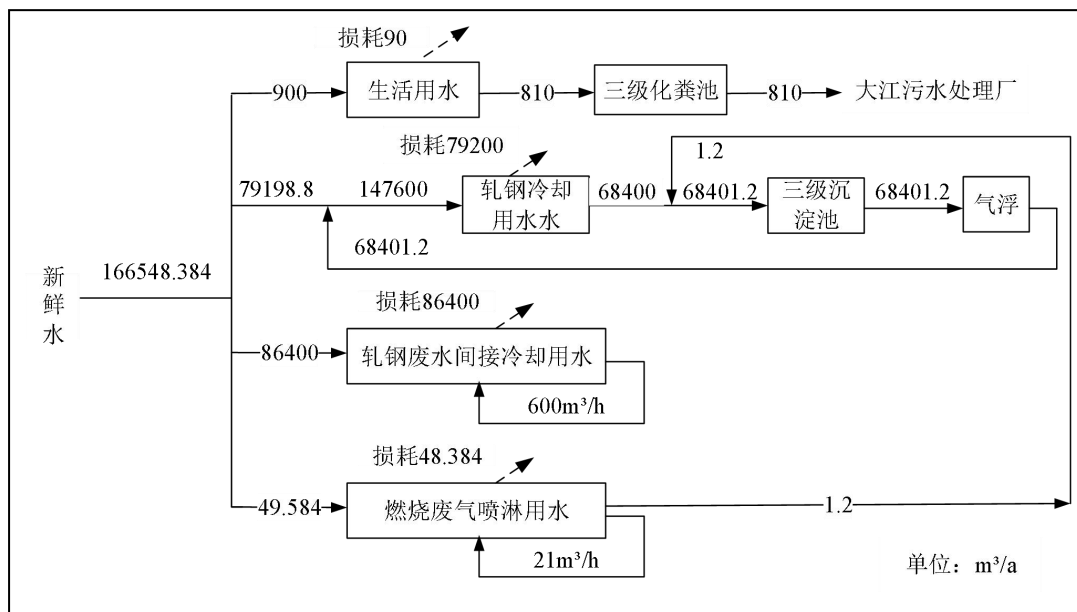 损耗90
900
生活用水
810
三级化粪池
810
大江污水处理厂
损耗79200
1.2
79198.8
147600
轧钢冷却
用水水
68400
68401.2
三级沉
淀池
68401.2
气浮
68401.2
新
鲜
水
166548.384
损耗86400
86400
轧钢废水间接冷却用水
600m³/h
损耗48.384
49.584
燃烧废气喷淋用水
1.2
21m³/h
单位：m³/a